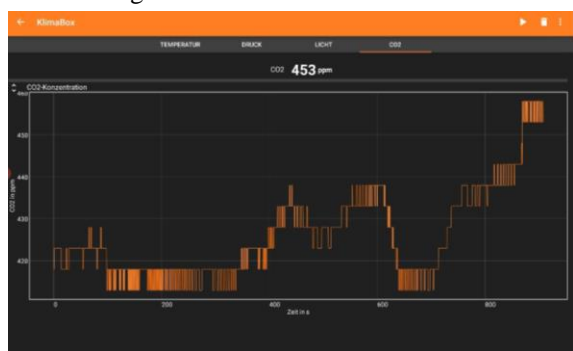 KlimaBox
TEMPERATUR DRUCK LICHT CO2
CO2 453 ppm
CO2-Konzentration
460
450
440
430
420
CO2 in ppm
0 200 400 600 800
Zeit in s